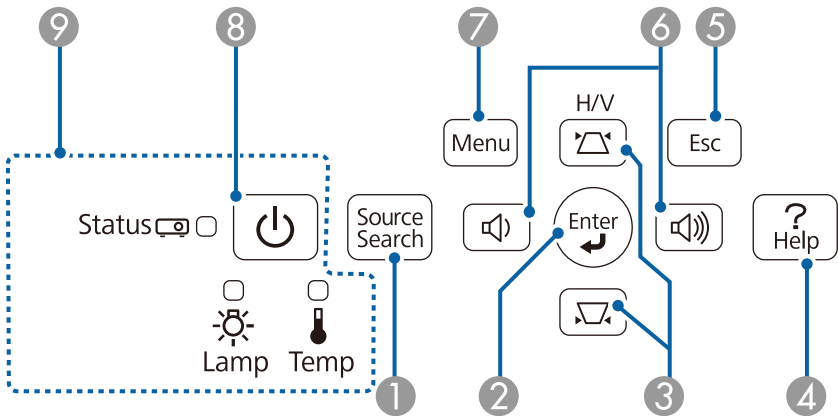 9
8
7
6
5
H/V
Menu
Esc
Status
Source
Search
Enter
?
Help
Lamp
Temp
1
2
3
4